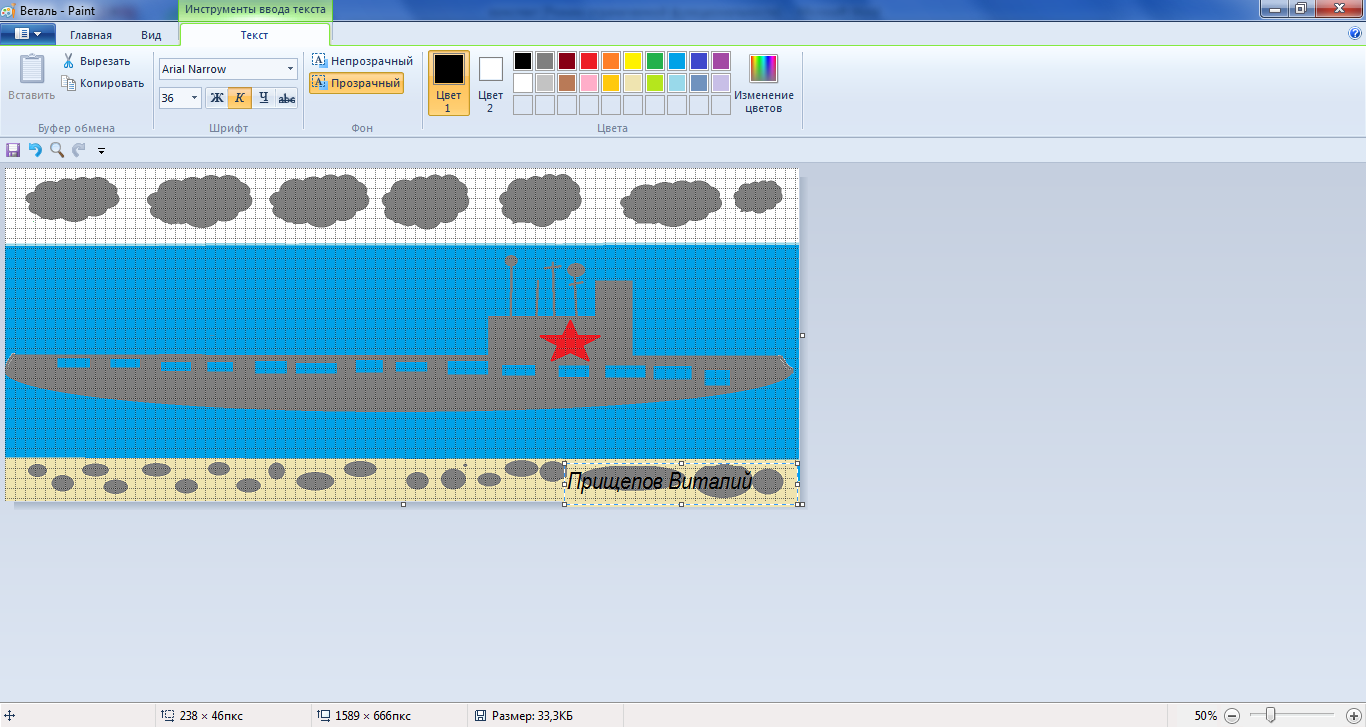 Веталь - Paint
Инструменты ввода текста
Главная
Вид
Текст
Вставить
Вырезать
Копировать
Буфер обмена
Arial Narrow
36
Ж К Ч abc
Шрифт
Непрозрачный
Прозрачный
Фон
Цвет
1
Цвет
2
Изменение
цветов
Цвета
Прищепов Виталий
238 × 46пкс
1589 × 666пкс
Размер: 33,3КБ
50%